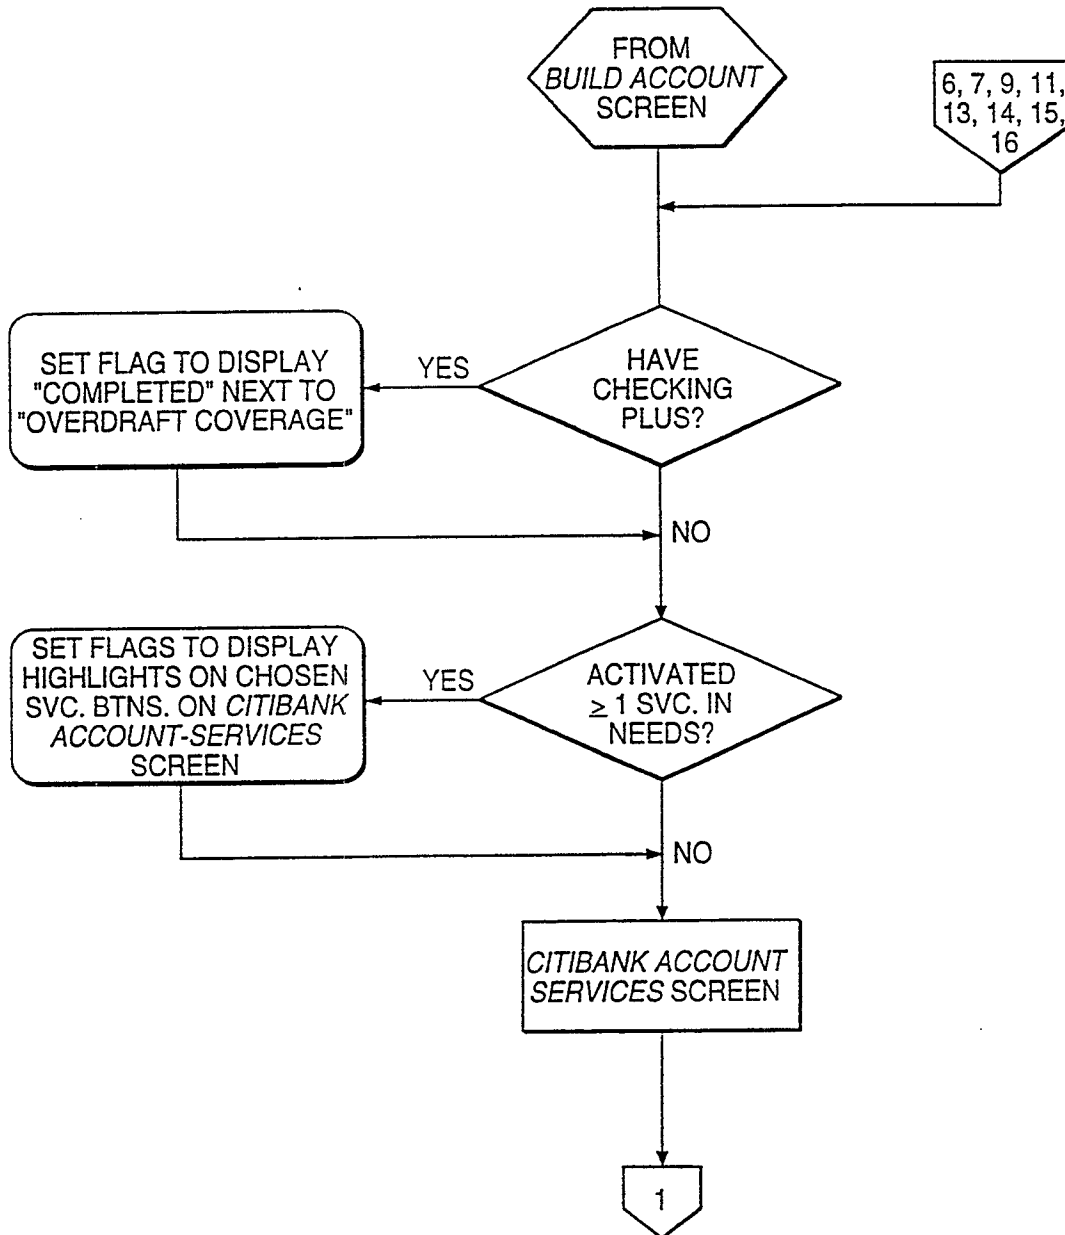 FROM
BUILD ACCOUNT
SCREEN
6, 7, 9, 11,
13, 14, 15,
16
HAVE
CHECKING
PLUS?
YES
SET FLAG TO DISPLAY
"COMPLETED" NEXT TO
"OVERDRAFT COVERAGE"
NO
ACTIVATED
≥ 1 SVC. IN
NEEDS?
YES
SET FLAGS TO DISPLAY
HIGHLIGHTS ON CHOSEN
SVC. BTNS. ON CITIBANK
ACCOUNT-SERVICES
SCREEN
NO
CITIBANK ACCOUNT
SERVICES SCREEN
1